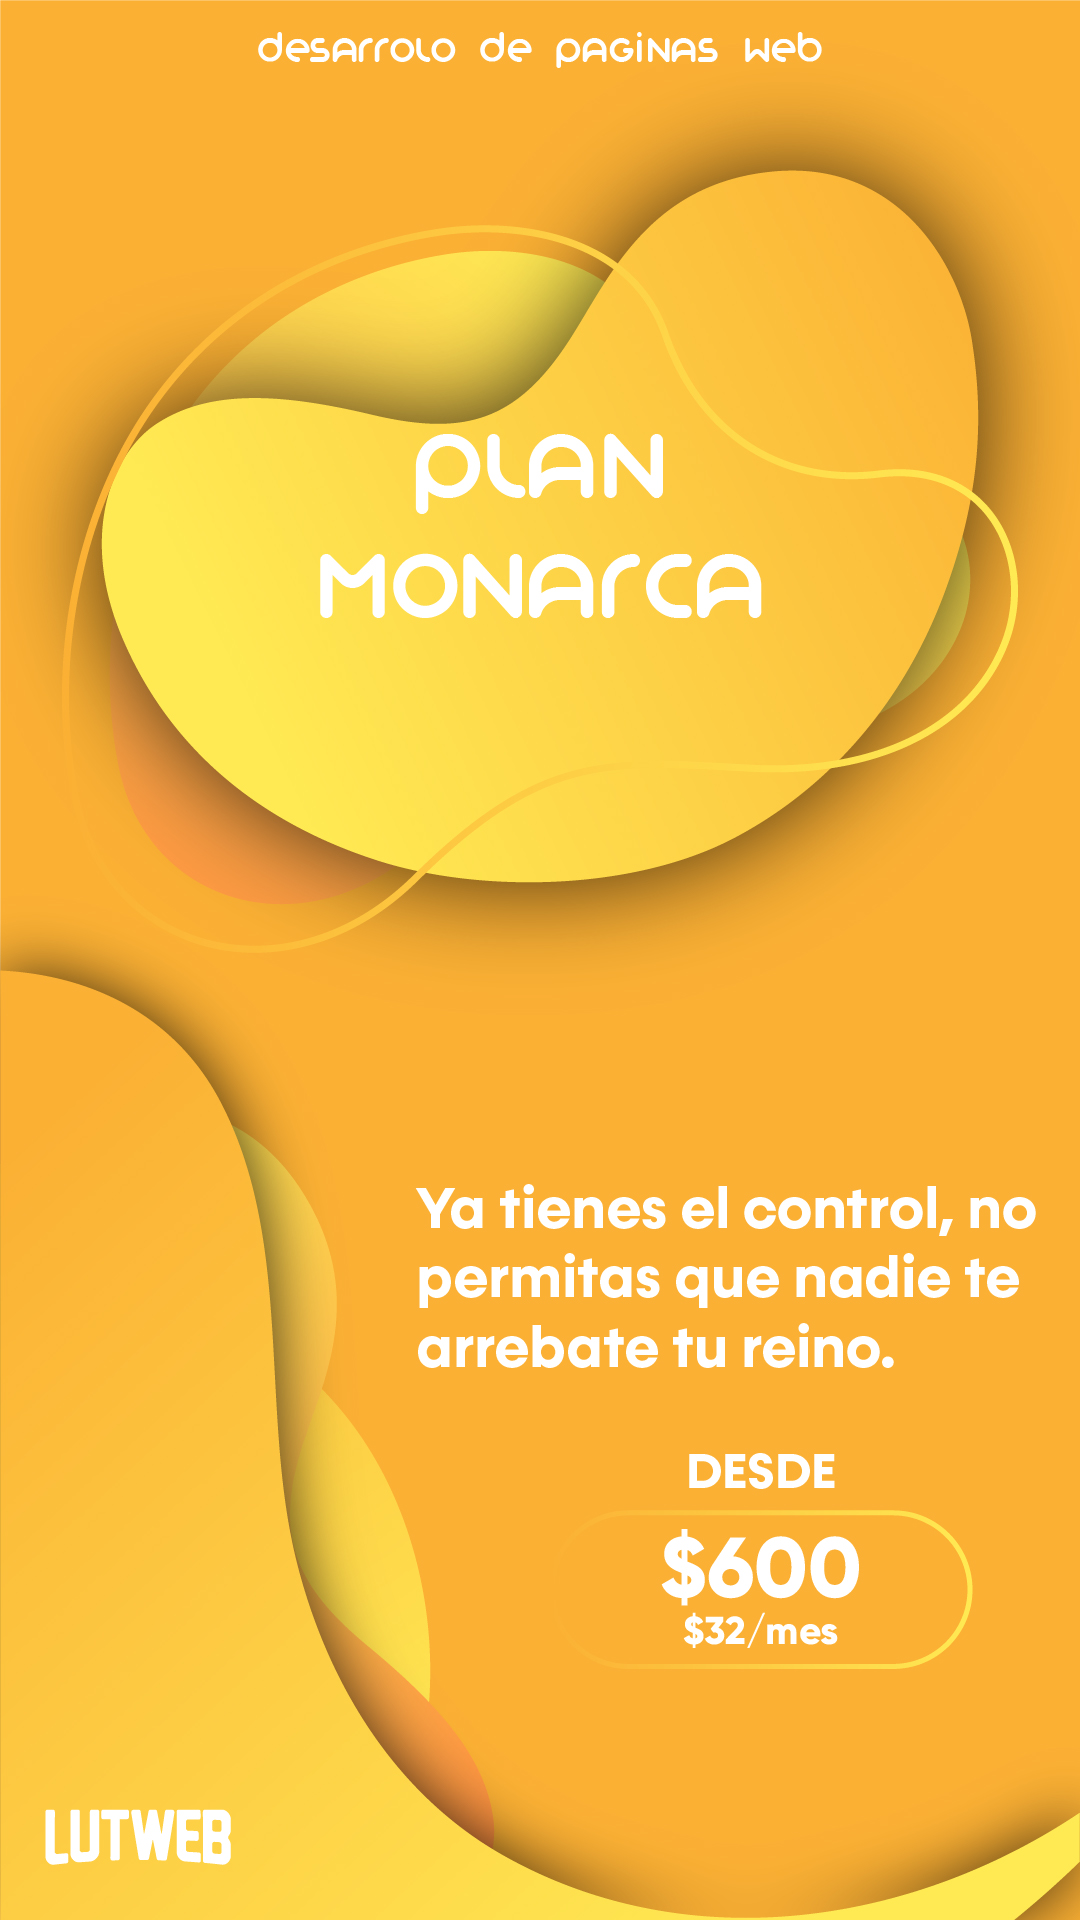 desarrolo de PAGINAS web
PLAN
MONARCA
Ya tienes el control, no
permitas que nadie te
arrebate tu reino.
DESDE
$600
$32/mes
LUTWEB